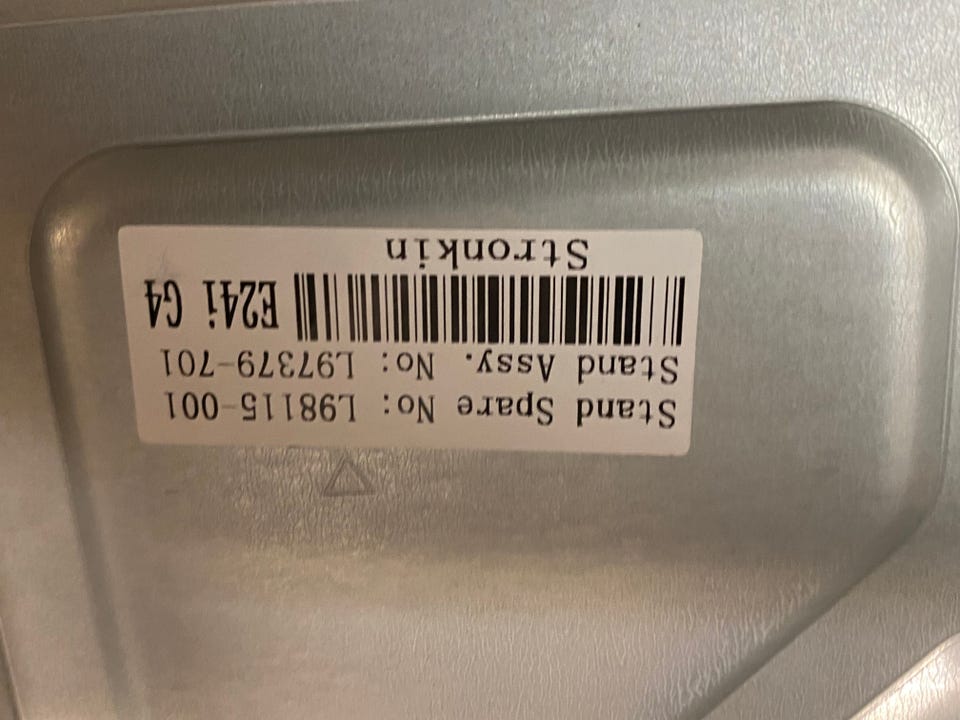 Stand Spare No: L98115-001
Stand Assy. No: L97379-701
E24i G4
Stronkin